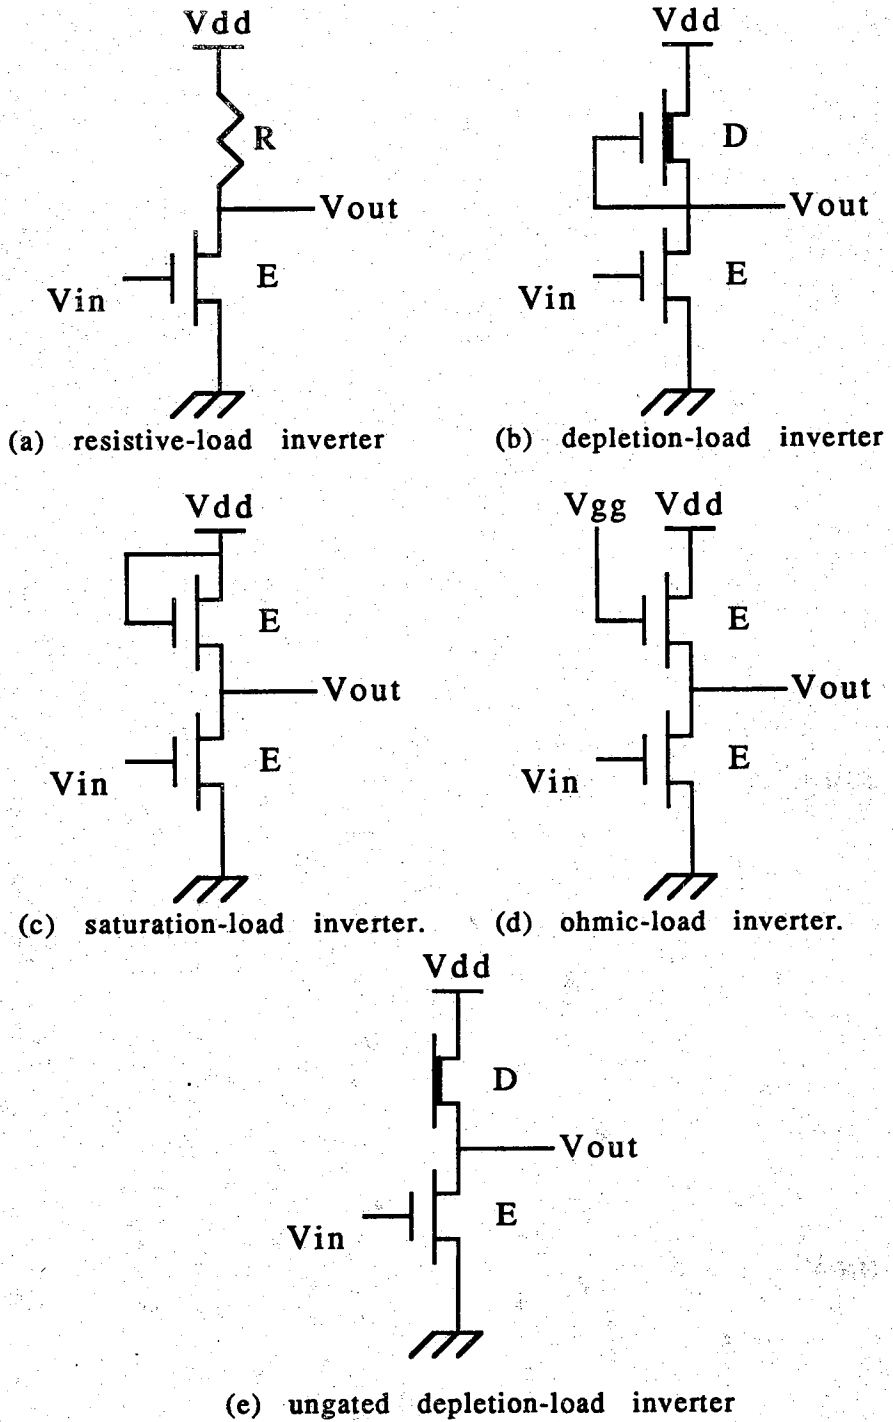 Vdd
R
Vout
E
Vin
(a) resistive-load inverter
Vdd
D
Vout
E
Vin
(b) depletion-load inverter
Vdd
E
Vout
E
Vin
(c) saturation-load inverter.
Vgg Vdd
E
Vout
E
Vin
(d) ohmic-load inverter.
Vdd
D
Vout
E
Vin
(e) ungated depletion-load inverter